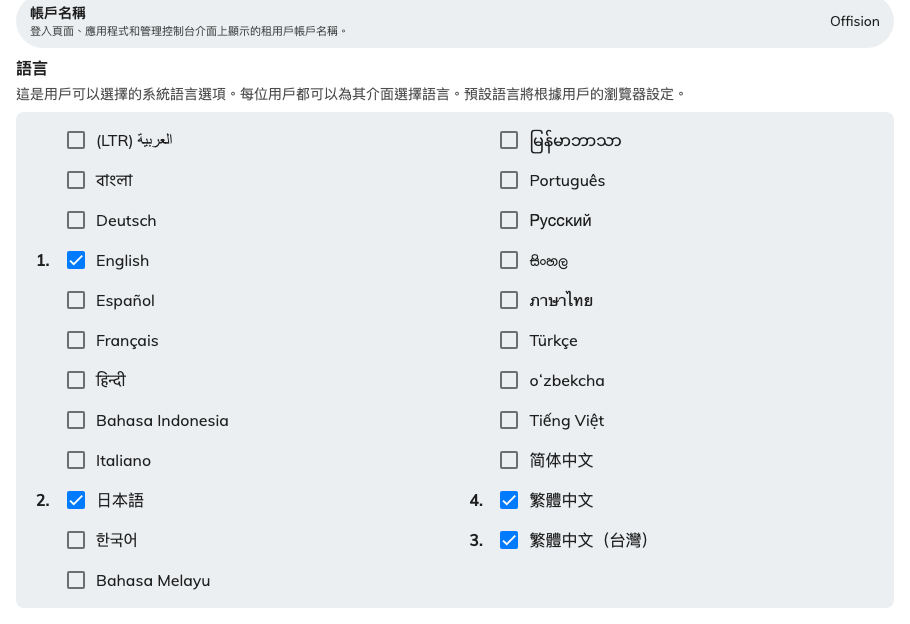 帳戶名稱
登入頁面、應用程式和管理控制台介面上顯示的租用戶帳戶名稱。
Offision
語言
這是用戶可以選擇的系統語言選項。每位用戶都可以為其介面選擇語言。預設語言將根據用戶的瀏覽器設定。
(LTR) العربية
বাংলা
Deutsch
1. English
Español
Français
हिन्दी
Bahasa Indonesia
Italiano
2. 日本語
한국어
Bahasa Melayu
မြန်မာဘာသာ
Português
Русский
සිංහල
ภาษาไทย
Türkçe
oʻzbekcha
Tiếng Việt
简体中文
4. 繁體中文
3. 繁體中文（台灣）